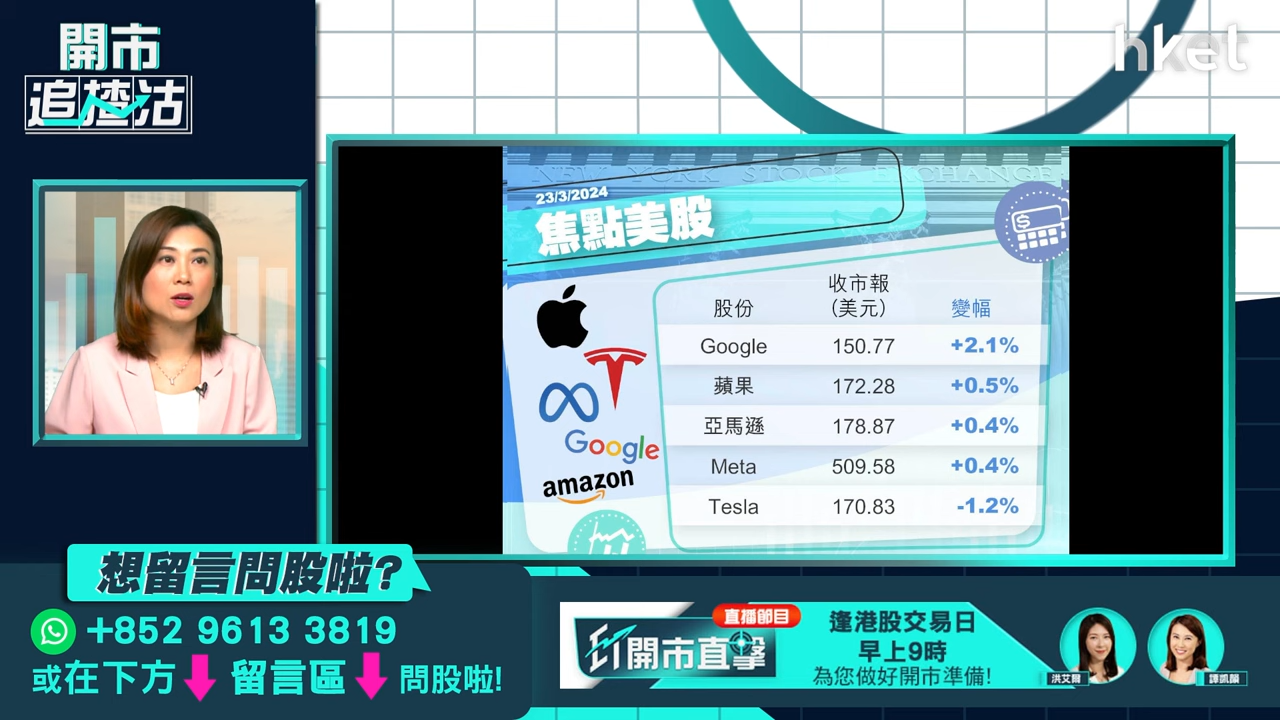 開市
追揸沽
hket
NEW YORK STOCK EXCHANGE
23/3/2024
焦點美股
股份 收市報(美元) 變幅
Google 150.77 +2.1%
蘋果 172.28 +0.5%
亞馬遜 178.87 +0.4%
Meta 509.58 +0.4%
Tesla 170.83 -1.2%
Google
amazon
想留言問股啦?
+852 9613 3819
或在下方 留言區 問股啦!
直播節目
開市直擊
逢港股交易日
早上9時
為您做好開市準備!
洪艾爾
譚凱韻